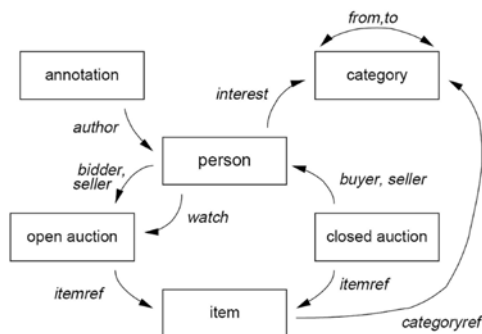 from,to
annotation
category
interest
author
person
bidder,
seller
buyer, seller
watch
open auction
closed auction
itemref
itemref
item
categoryref